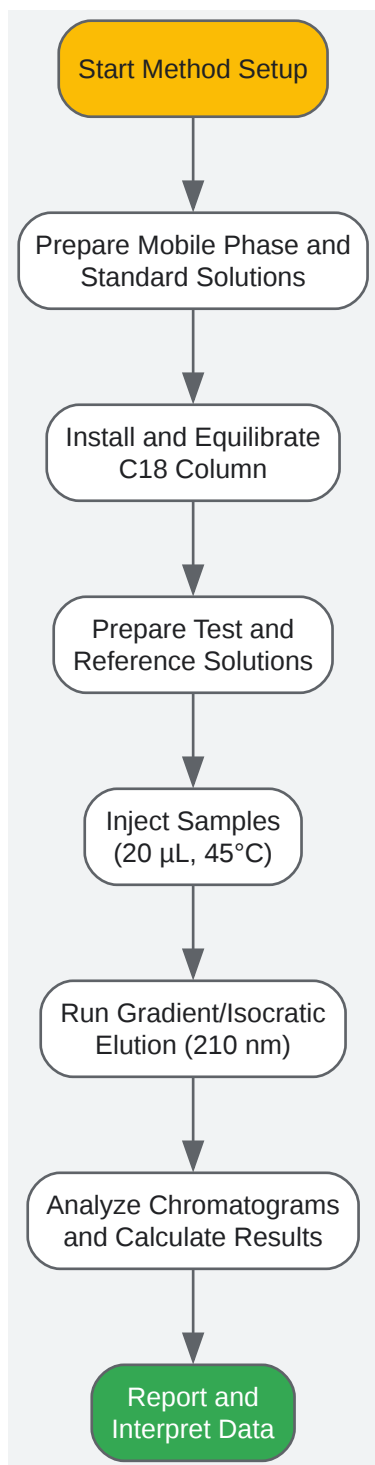 Start Method Setup
Prepare Mobile Phase and
Standard Solutions
Install and Equilibrate
C18 Column
Prepare Test and
Reference Solutions
Inject Samples
(20 µL, 45°C)
Run Gradient/Isocratic
Elution (210 nm)
Analyze Chromatograms
and Calculate Results
Report and
Interpret Data